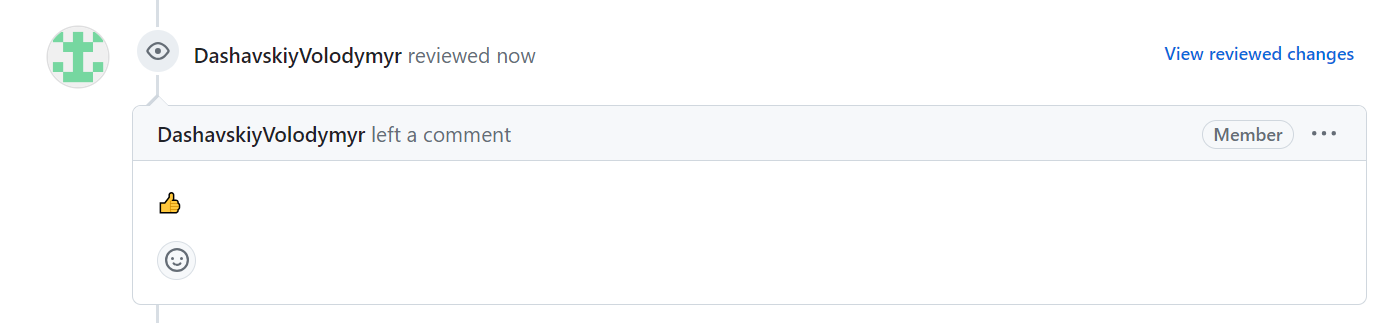 DashavskiyVolodymyr reviewed now
View reviewed changes
DashavskiyVolodymyr left a comment
Member
👍